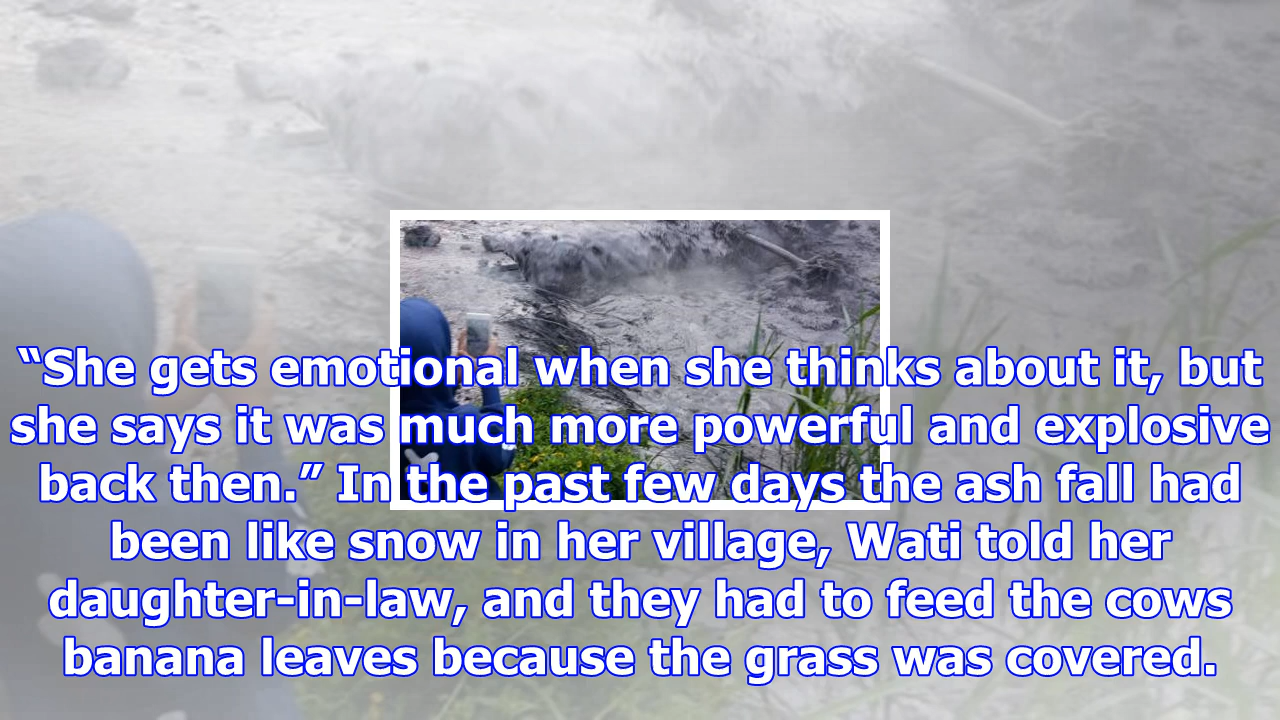 “She gets emotional when she thinks about it, but
she says it was much more powerful and explosive
back then.” In the past few days the ash fall had
been like snow in her village, Wati told her
daughter-in-law, and they had to feed the cows
banana leaves because the grass was covered.